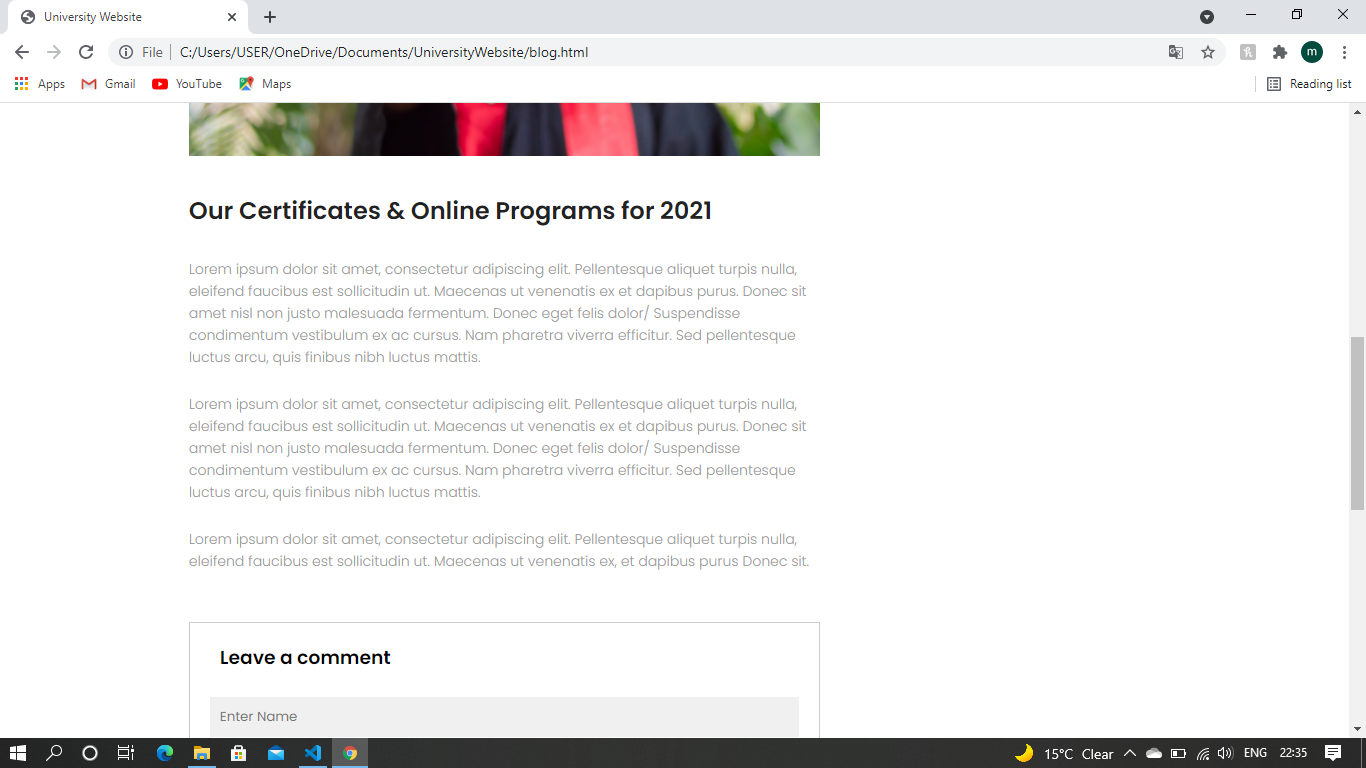 University Website
File C:/Users/USER/OneDrive/Documents/UniversityWebsite/blog.html
m
Apps Gmail YouTube Maps Reading list
Our Certificates & Online Programs for 2021
Lorem ipsum dolor sit amet, consectetur adipiscing elit. Pellentesque aliquet turpis nulla,
eleifend faucibus est sollicitudin ut. Maecenas ut venenatis ex et dapibus purus. Donec sit
amet nisl non justo malesuada fermentum. Donec eget felis dolor/ Suspendisse
condimentum vestibulum ex ac cursus. Nam pharetra viverra efficitur. Sed pellentesque
luctus arcu, quis finibus nibh luctus mattis.
Lorem ipsum dolor sit amet, consectetur adipiscing elit. Pellentesque aliquet turpis nulla,
eleifend faucibus est sollicitudin ut. Maecenas ut venenatis ex et dapibus purus. Donec sit
amet nisl non justo malesuada fermentum. Donec eget felis dolor/ Suspendisse
condimentum vestibulum ex ac cursus. Nam pharetra viverra efficitur. Sed pellentesque
luctus arcu, quis finibus nibh luctus mattis.
Lorem ipsum dolor sit amet, consectetur adipiscing elit. Pellentesque aliquet turpis nulla,
eleifend faucibus est sollicitudin ut. Maecenas ut venenatis ex, et dapibus purus Donec sit.
Leave a comment
Enter Name
15°C Clear ENG 22:35